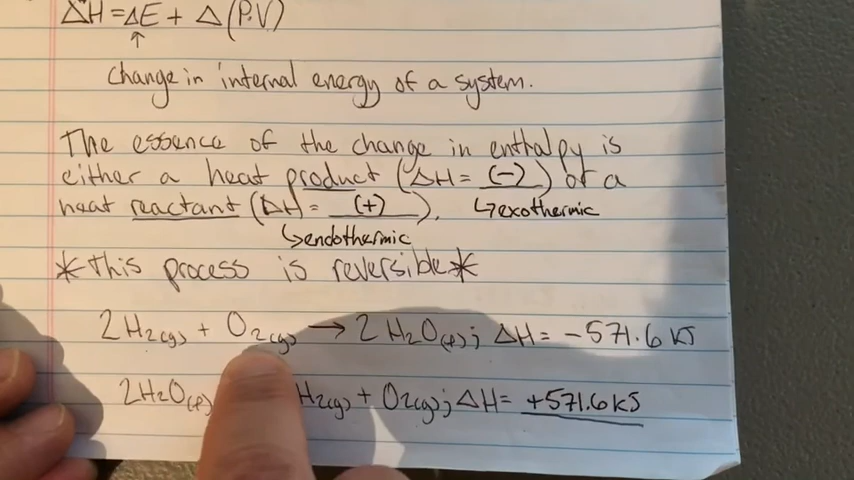 ΔH = ΔE + Δ(P·V)
↑
Change in internal energy of a system.
The essence of the change in enthalpy is
either a heat product (ΔH = (-)) or a
heat reactant (ΔH = (+)). ↳exothermic
↳endothermic
*This process is reversible*
2H₂(g) + O₂(g) → 2H₂O(l); ΔH = -571.6 kJ
2H₂O(l) H₂(g) + O₂(g); ΔH = +571.6 kJ